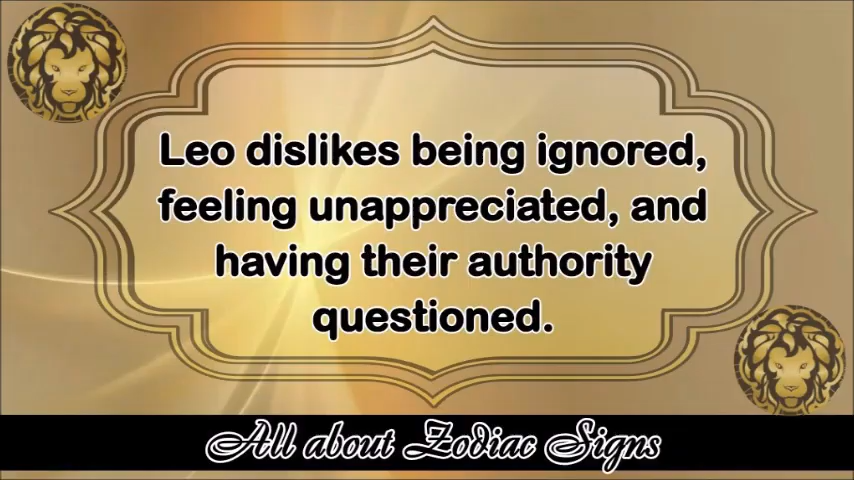 Leo dislikes being ignored,
feeling unappreciated, and
having their authority
questioned.
All about Zodiac Signs